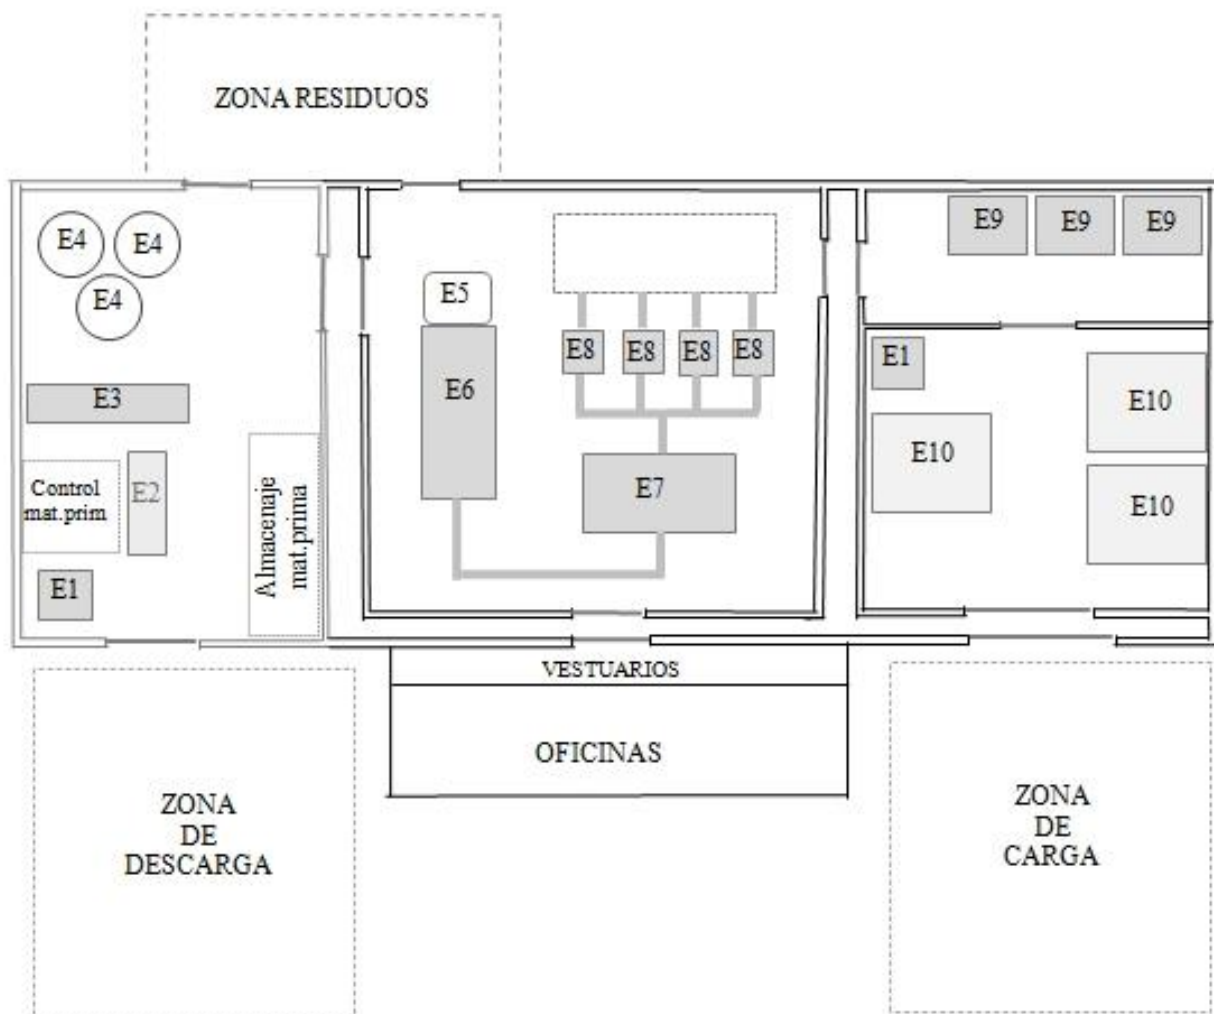 ZONA RESIDUOS
E4
E4
E4
E3
Control
mat.prim
E2
E1
Almacenaje
mat.prima
E5
E6
E8
E8
E8
E8
E7
E9
E9
E9
E1
E10
E10
E10
VESTUARIOS
OFICINAS
ZONA
DE
DESCARGA
ZONA
DE
CARGA